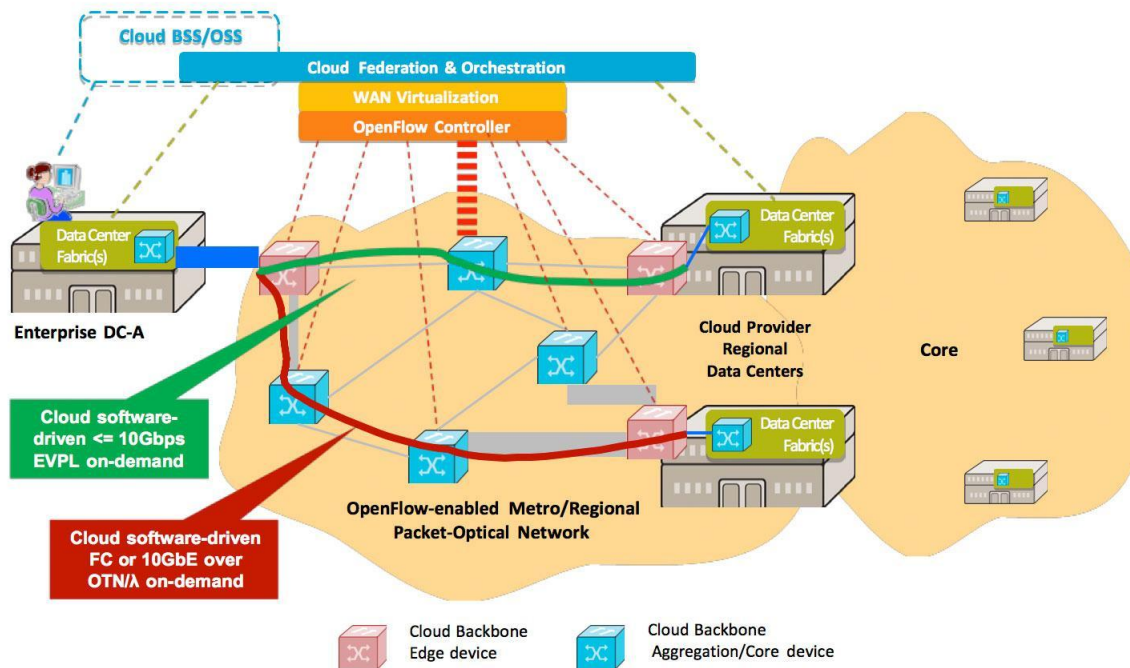 Cloud BSS/OSS
Cloud Federation & Orchestration
WAN Virtualization
OpenFlow Controller
Data Center
Fabric(s)
Data Center
Fabric(s)
Enterprise DC-A
Cloud Provider
Regional
Data Centers
Core
Cloud software-
driven <= 10Gbps
EVPL on-demand
Data Center
Fabric(s)
OpenFlow-enabled Metro/Regional
Packet-Optical Network
Cloud software-driven
FC or 10GbE over
OTN/λ on-demand
Cloud Backbone
Edge device
Cloud Backbone
Aggregation/Core device